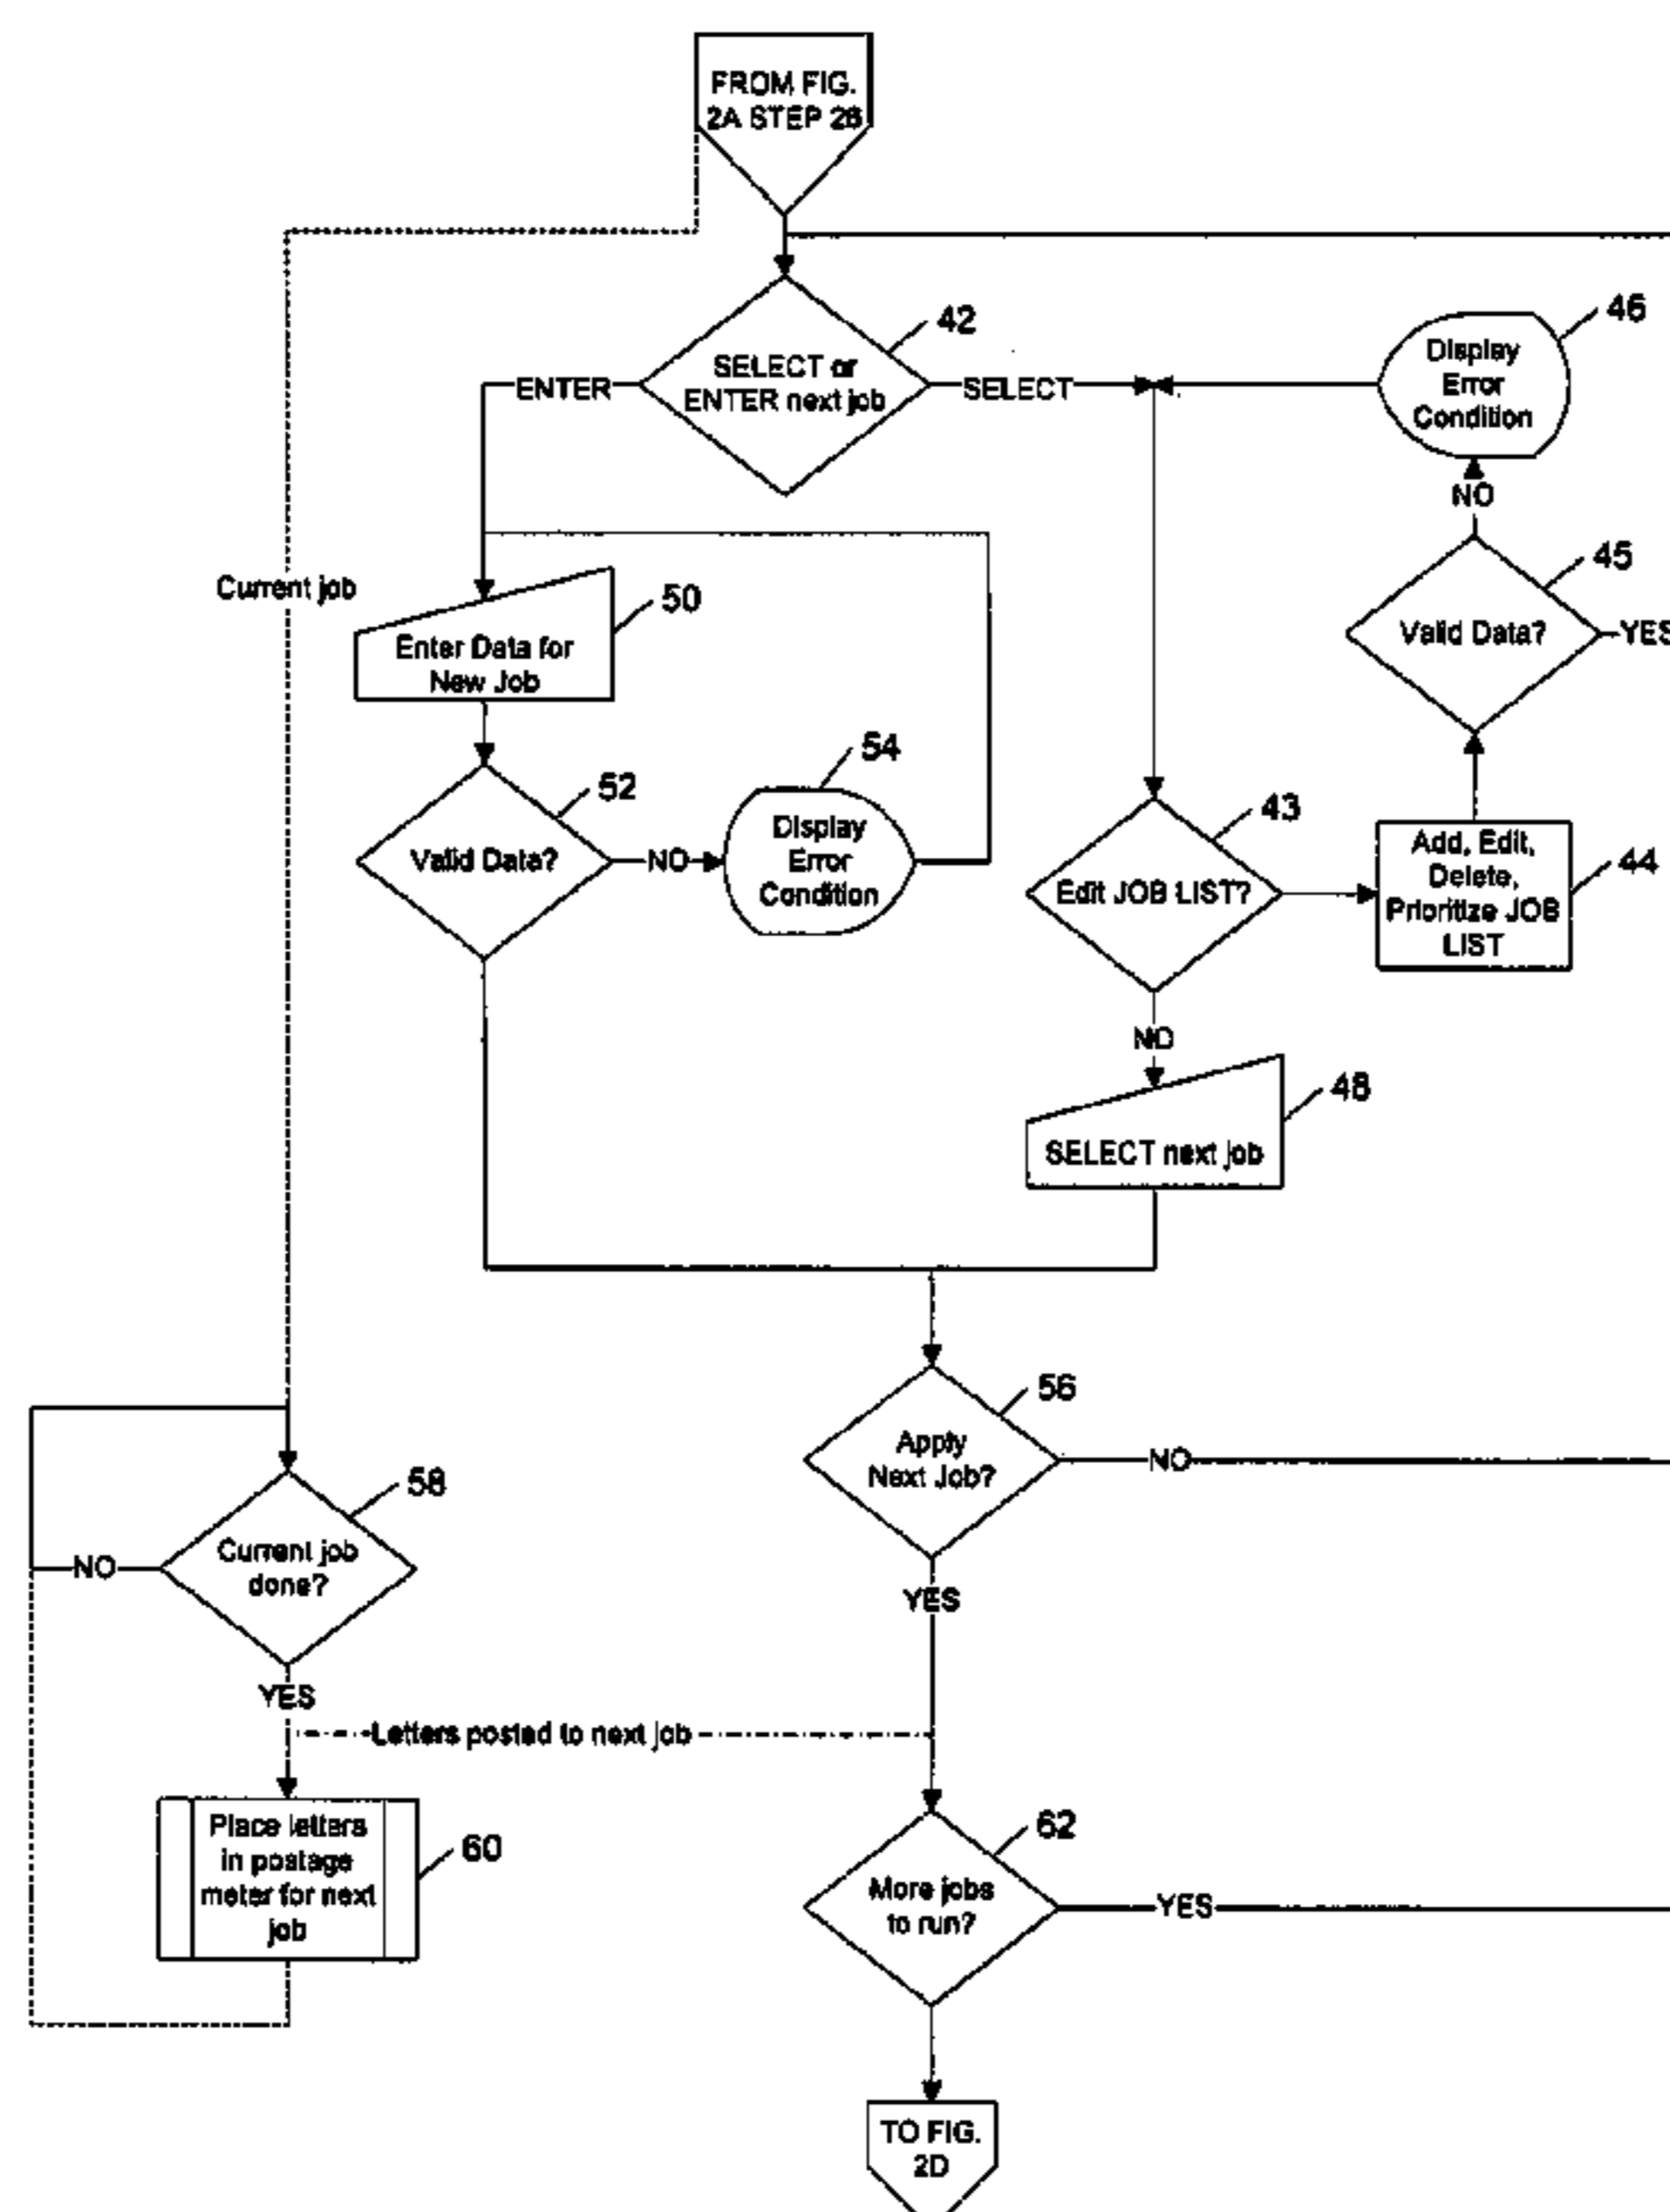 FROM FIG.
2A STEP 28
42
SELECT or
ENTER next job
ENTER
SELECT
46
Display
Error
Condition
NO
45
Valid Data?
YES
Current job
50
Enter Data for
New Job
54
52
Valid Data?
NO
Display
Error
Condition
43
Edit JOB LIST?
44
Add, Edit,
Delete,
Prioritize JOB
LIST
NO
48
SELECT next job
56
Apply
Next Job?
NO
58
Current job
done?
NO
YES
YES
Letters posted to next job
Place letters
in postage
meter for next
job
60
62
More jobs
to run?
YES
TO FIG.
2D